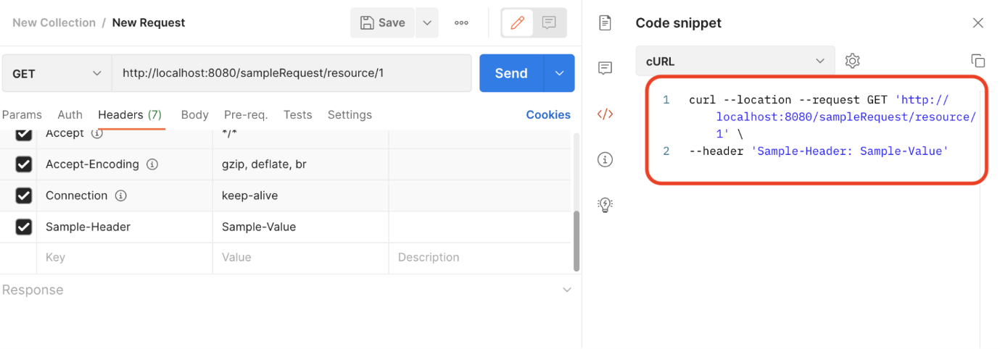 New Collection / New Request
Save
GET
http://localhost:8080/sampleRequest/resource/1
Send
Params Auth Headers (7) Body Pre-req. Tests Settings
Cookies
Accept */*
Accept-Encoding gzip, deflate, br
Connection keep-alive
Sample-Header Sample-Value
Key Value Description
Response
Code snippet
cURL
1 curl --location --request GET 'http://
localhost:8080/sampleRequest/resource/
1' \
2 --header 'Sample-Header: Sample-Value'